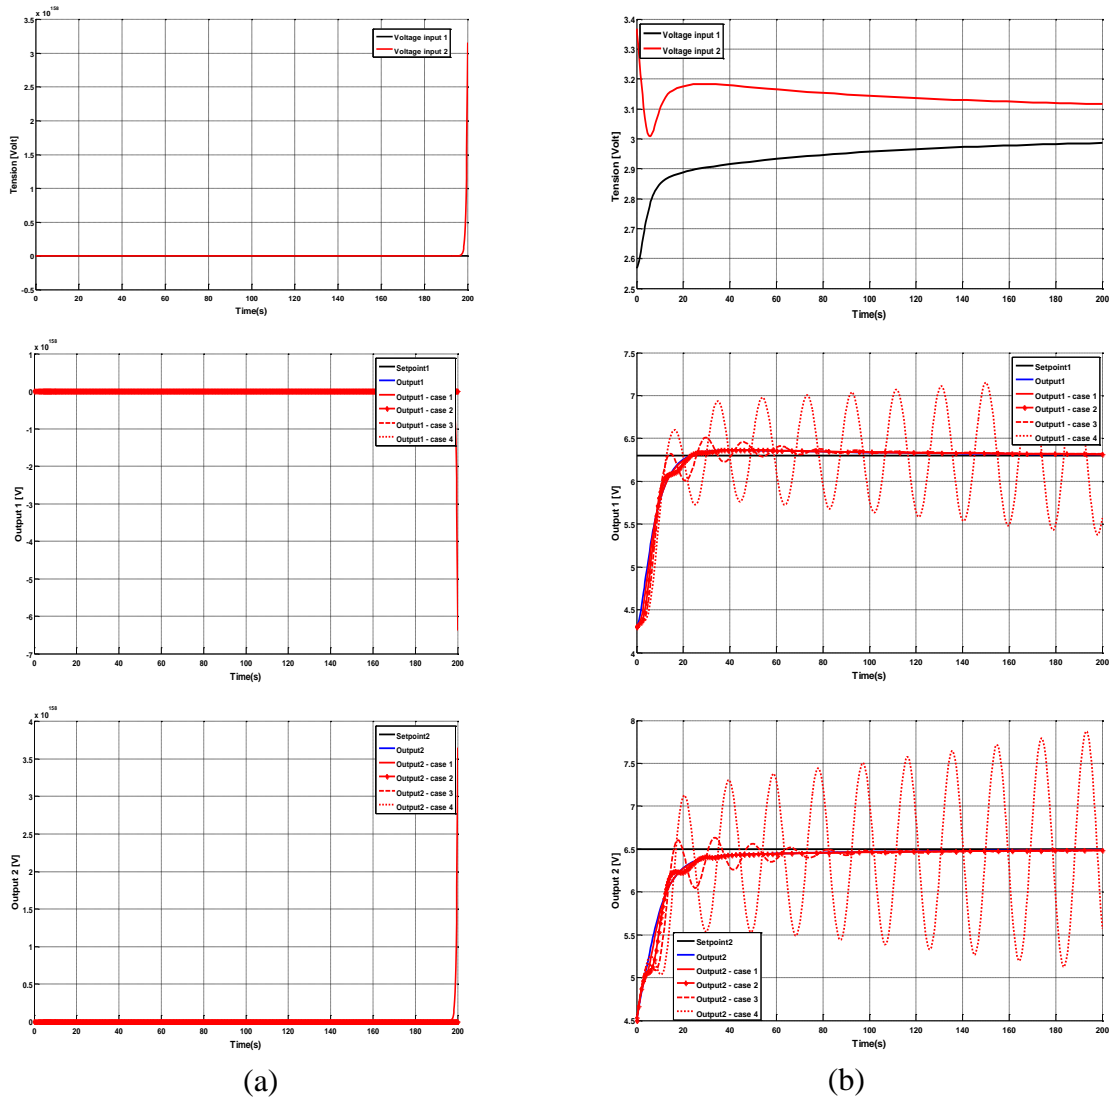 x 10^158
3.5
3
2.5
2
1.5
1
0.5
0
-0.5
Tension [Volt]
Voltage input 1
Voltage input 2
0 20 40 60 80 100 120 140 160 180 200
Time(s)
3.4
3.3
3.2
3.1
3
2.9
2.8
2.7
2.6
2.5
Tension [Volt]
Voltage input 1
Voltage input 2
0 20 40 60 80 100 120 140 160 180 200
Time(s)
x 10^158
1
0
-1
-2
-3
-4
-5
-6
-7
Output 1 [V]
Setpoint1
Output1
Output1 - case 1
Output1 - case 2
Output1 - case 3
Output1 - case 4
0 20 40 60 80 100 120 140 160 180 200
Time(s)
7.5
7
6.5
6
5.5
5
4.5
4
Output 1 [V]
Setpoint1
Output1
Output1 - case 1
Output1 - case 2
Output1 - case 3
Output1 - case 4
0 20 40 60 80 100 120 140 160 180 200
Time(s)
x 10^158
4
3.5
3
2.5
2
1.5
1
0.5
0
Output 2 [V]
Setpoint2
Output2
Output2 - case 1
Output2 - case 2
Output2 - case 3
Output2 - case 4
0 20 40 60 80 100 120 140 160 180 200
Time(s)
8
7.5
7
6.5
6
5.5
5
4.5
Output 2 [V]
Setpoint2
Output2
Output2 - case 1
Output2 - case 2
Output2 - case 3
Output2 - case 4
0 20 40 60 80 100 120 140 160 180 200
Time(s)
(a)
(b)